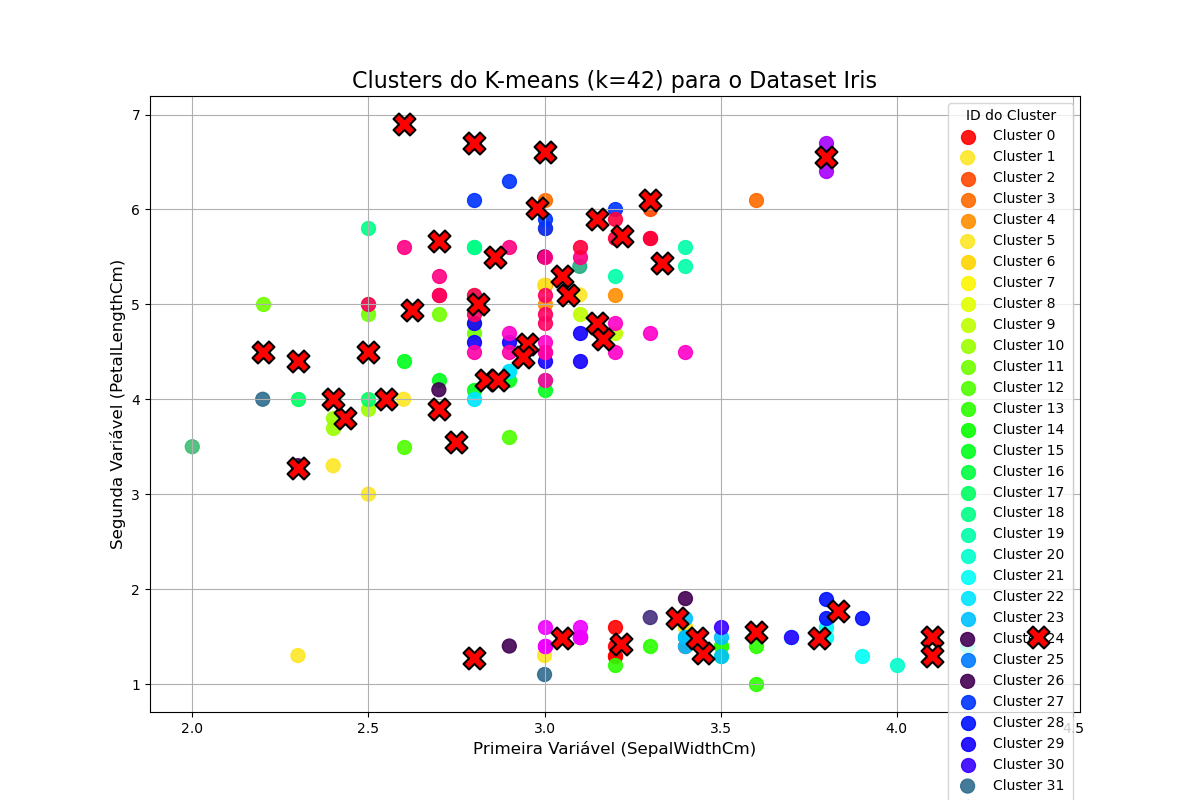 Clusters do K-means (k=42) para o Dataset Iris
Segunda Variável (PetalLengthCm)
7
6
5
4
3
2
1
2.0
2.5
3.0
3.5
4.0
4.5
Primeira Variável (SepalWidthCm)
ID do Cluster
Cluster 0
Cluster 1
Cluster 2
Cluster 3
Cluster 4
Cluster 5
Cluster 6
Cluster 7
Cluster 8
Cluster 9
Cluster 10
Cluster 11
Cluster 12
Cluster 13
Cluster 14
Cluster 15
Cluster 16
Cluster 17
Cluster 18
Cluster 19
Cluster 20
Cluster 21
Cluster 22
Cluster 23
Cluster 24
Cluster 25
Cluster 26
Cluster 27
Cluster 28
Cluster 29
Cluster 30
Cluster 31